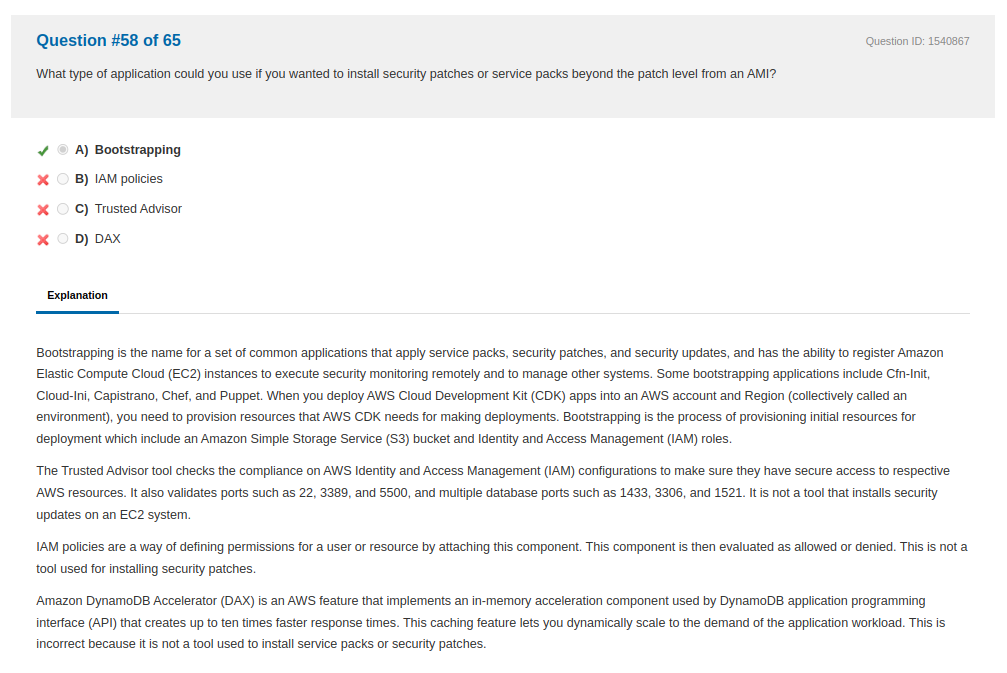 Question #58 of 65
Question ID: 1540867
What type of application could you use if you wanted to install security patches or service packs beyond the patch level from an AMI?
A) Bootstrapping
B) IAM policies
C) Trusted Advisor
D) DAX
Explanation
Bootstrapping is the name for a set of common applications that apply service packs, security patches, and security updates, and has the ability to register Amazon
Elastic Compute Cloud (EC2) instances to execute security monitoring remotely and to manage other systems. Some bootstrapping applications include Cfn-Init,
Cloud-Ini, Capistrano, Chef, and Puppet. When you deploy AWS Cloud Development Kit (CDK) apps into an AWS account and Region (collectively called an
environment), you need to provision resources that AWS CDK needs for making deployments. Bootstrapping is the process of provisioning initial resources for
deployment which include an Amazon Simple Storage Service (S3) bucket and Identity and Access Management (IAM) roles.
The Trusted Advisor tool checks the compliance on AWS Identity and Access Management (IAM) configurations to make sure they have secure access to respective
AWS resources. It also validates ports such as 22, 3389, and 5500, and multiple database ports such as 1433, 3306, and 1521. It is not a tool that installs security
updates on an EC2 system.
IAM policies are a way of defining permissions for a user or resource by attaching this component. This component is then evaluated as allowed or denied. This is not a
tool used for installing security patches.
Amazon DynamoDB Accelerator (DAX) is an AWS feature that implements an in-memory acceleration component used by DynamoDB application programming
interface (API) that creates up to ten times faster response times. This caching feature lets you dynamically scale to the demand of the application workload. This is
incorrect because it is not a tool used to install service packs or security patches.